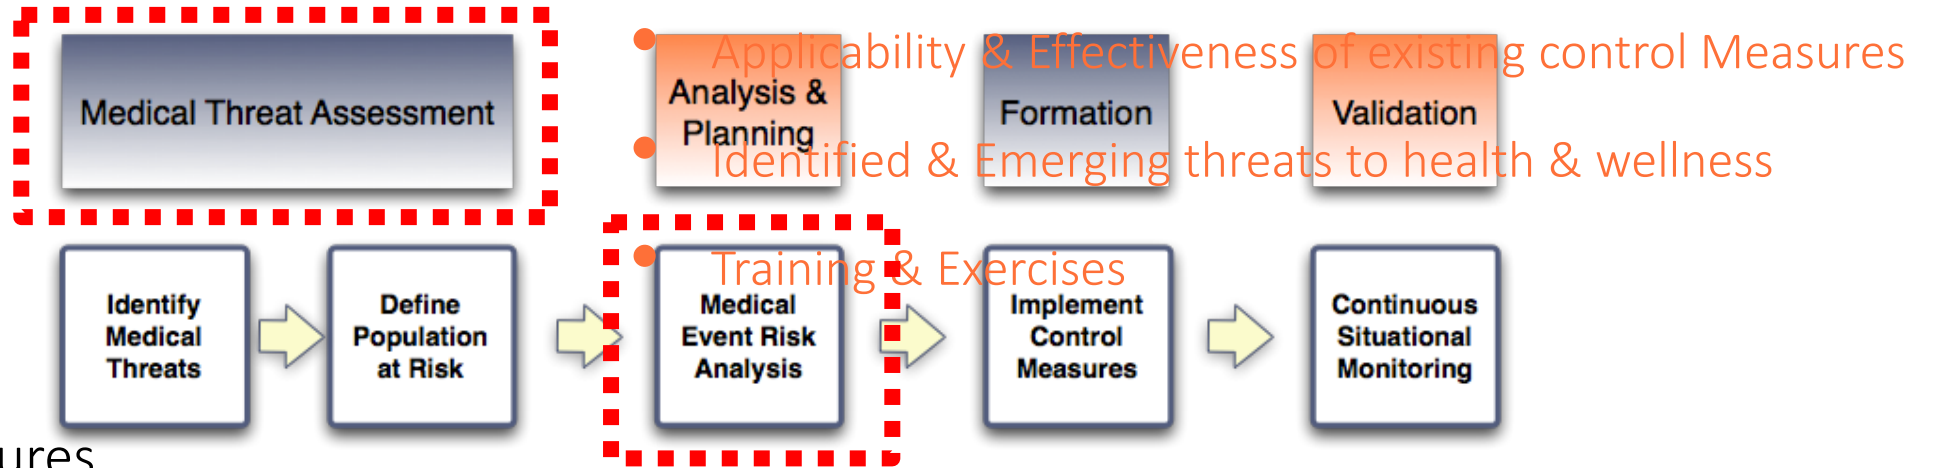 Applicability & Effectiveness of existing control Measures
Medical Threat Assessment
Analysis &
Planning
Formation
Validation
Identified & Emerging threats to health & wellness
Training & Exercises
Identify
Medical
Threats
Define
Population
at Risk
Medical
Event Risk
Analysis
Implement
Control
Measures
Continuous
Situational
Monitoring
ures